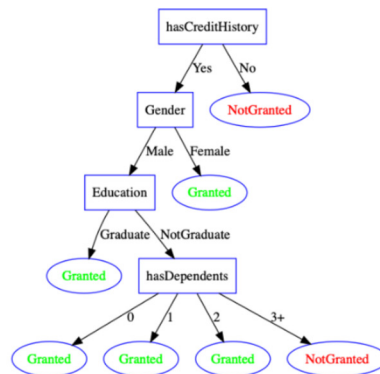 hasCreditHistory
Yes No
Gender NotGranted
Male Female
Education Granted
Graduate NotGraduate
Granted hasDependents
0 1 2 3+
Granted Granted Granted NotGranted